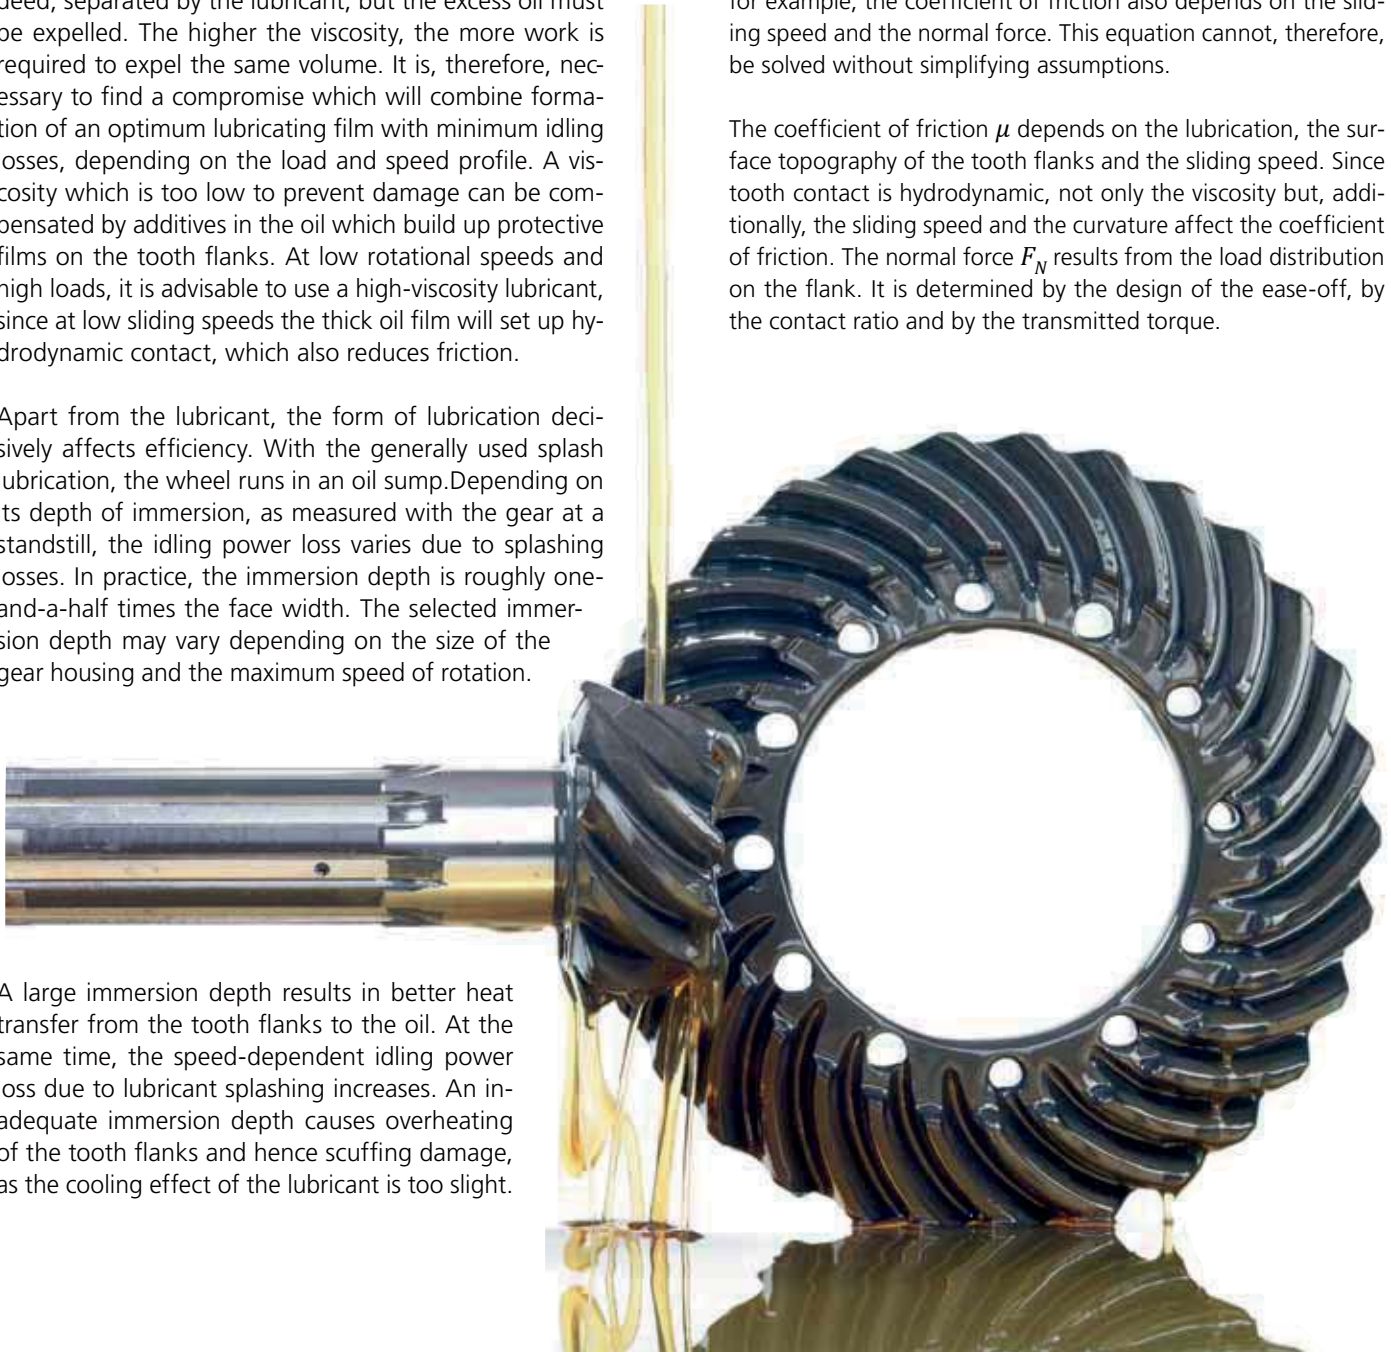 deed, separated by the lubricant, but the excess oil must
be expelled. The higher the viscosity, the more work is
required to expel the same volume. It is, therefore, nec-
essary to find a compromise which will combine forma-
tion of an optimum lubricating film with minimum idling
losses, depending on the load and speed profile. A vis-
cosity which is too low to prevent damage can be com-
pensated by additives in the oil which build up protective
films on the tooth flanks. At low rotational speeds and
high loads, it is advisable to use a high-viscosity lubricant,
since at low sliding speeds the thick oil film will set up hy-
drodynamic contact, which also reduces friction.
Apart from the lubricant, the form of lubrication deci-
sively affects efficiency. With the generally used splash
lubrication, the wheel runs in an oil sump.Depending on
its depth of immersion, as measured with the gear at a
standstill, the idling power loss varies due to splashing
losses. In practice, the immersion depth is roughly one-
and-a-half times the face width. The selected immer-
sion depth may vary depending on the size of the
gear housing and the maximum speed of rotation.
A large immersion depth results in better heat
transfer from the tooth flanks to the oil. At the
same time, the speed-dependent idling power
loss due to lubricant splashing increases. An in-
adequate immersion depth causes overheating
of the tooth flanks and hence scuffing damage,
as the cooling effect of the lubricant is too slight.
for example, the coefficient of friction also depends on the slid-
ing speed and the normal force. This equation cannot, therefore,
be solved without simplifying assumptions.
The coefficient of friction μ depends on the lubrication, the sur-
face topography of the tooth flanks and the sliding speed. Since
tooth contact is hydrodynamic, not only the viscosity but, addi-
tionally, the sliding speed and the curvature affect the coefficient
of friction. The normal force F_N results from the load distribution
on the flank. It is determined by the design of the ease-off, by
the contact ratio and by the transmitted torque.